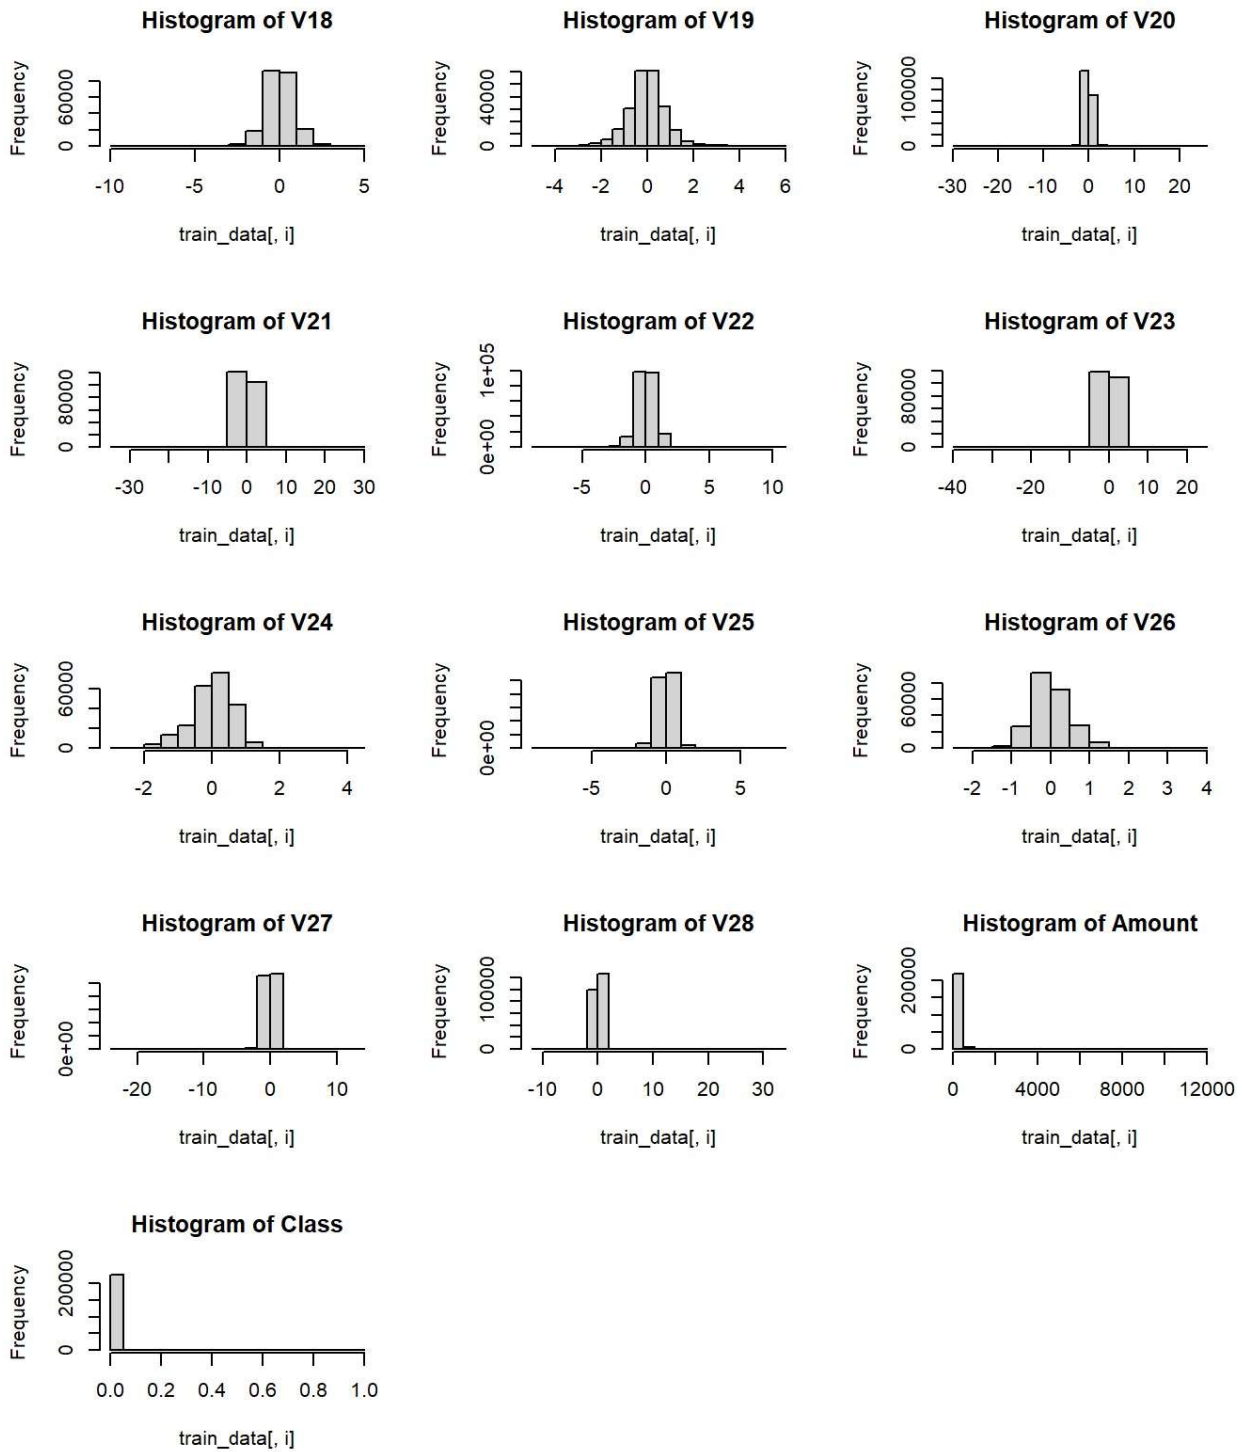 Histogram of V18
Frequency
0 60000
-10 -5 0 5
train_data[, i]
Histogram of V19
Frequency
0 40000
-4 -2 0 2 4 6
train_data[, i]
Histogram of V20
Frequency
0 100000
-30 -20 -10 0 10 20
train_data[, i]
Histogram of V21
Frequency
0 80000
-30 -10 0 10 20 30
train_data[, i]
Histogram of V22
Frequency
0e+00 1e+05
-5 0 5 10
train_data[, i]
Histogram of V23
Frequency
0 80000
-40 -20 0 20
train_data[, i]
Histogram of V24
Frequency
0 60000
-2 0 2 4
train_data[, i]
Histogram of V25
Frequency
0e+00
-5 0 5
train_data[, i]
Histogram of V26
Frequency
0 60000
-2 -1 0 1 2 3 4
train_data[, i]
Histogram of V27
Frequency
0e+00
-20 -10 0 10
train_data[, i]
Histogram of V28
Frequency
0 100000
-10 0 10 20 30
train_data[, i]
Histogram of Amount
Frequency
0 200000
0 4000 8000 12000
train_data[, i]
Histogram of Class
Frequency
0 200000
0.0 0.2 0.4 0.6 0.8 1.0
train_data[, i]